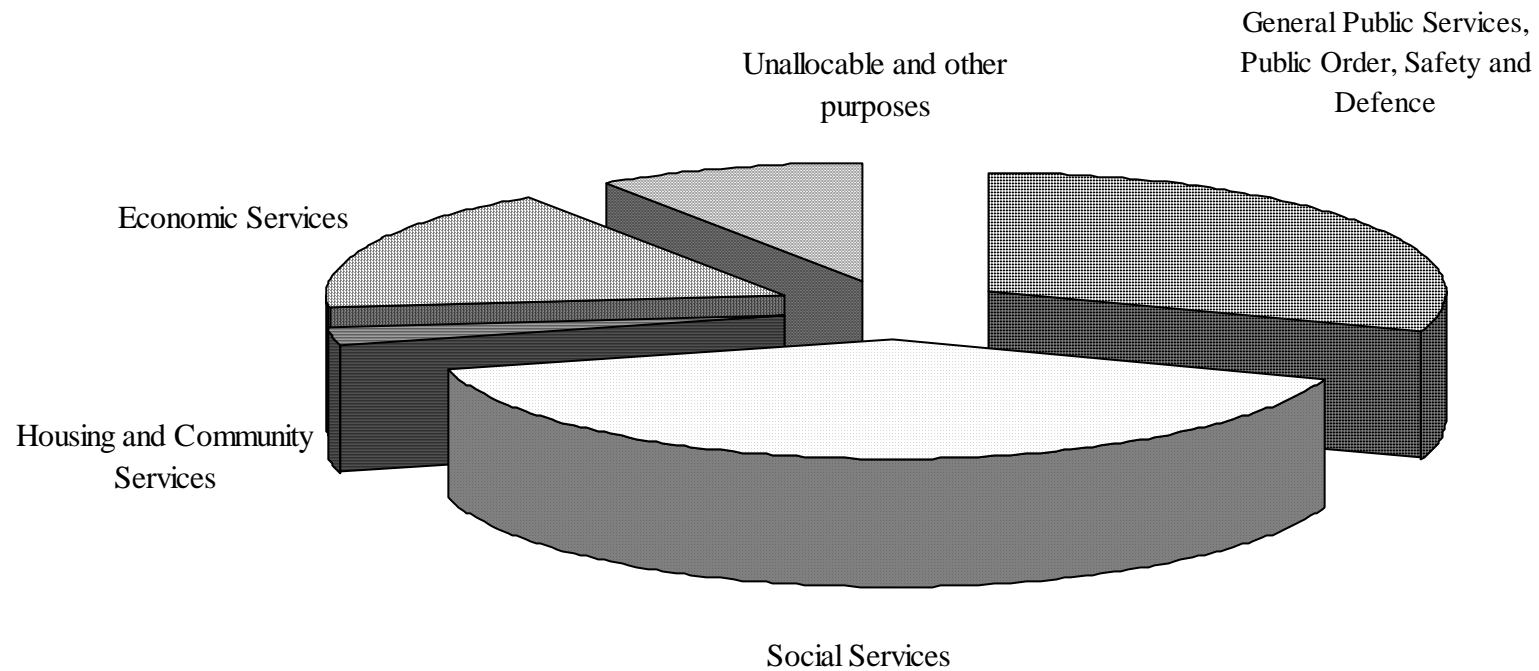 General Public Services,
Public Order, Safety and
Defence
Unallocable and other
purposes
Economic Services
Housing and Community
Services
Social Services